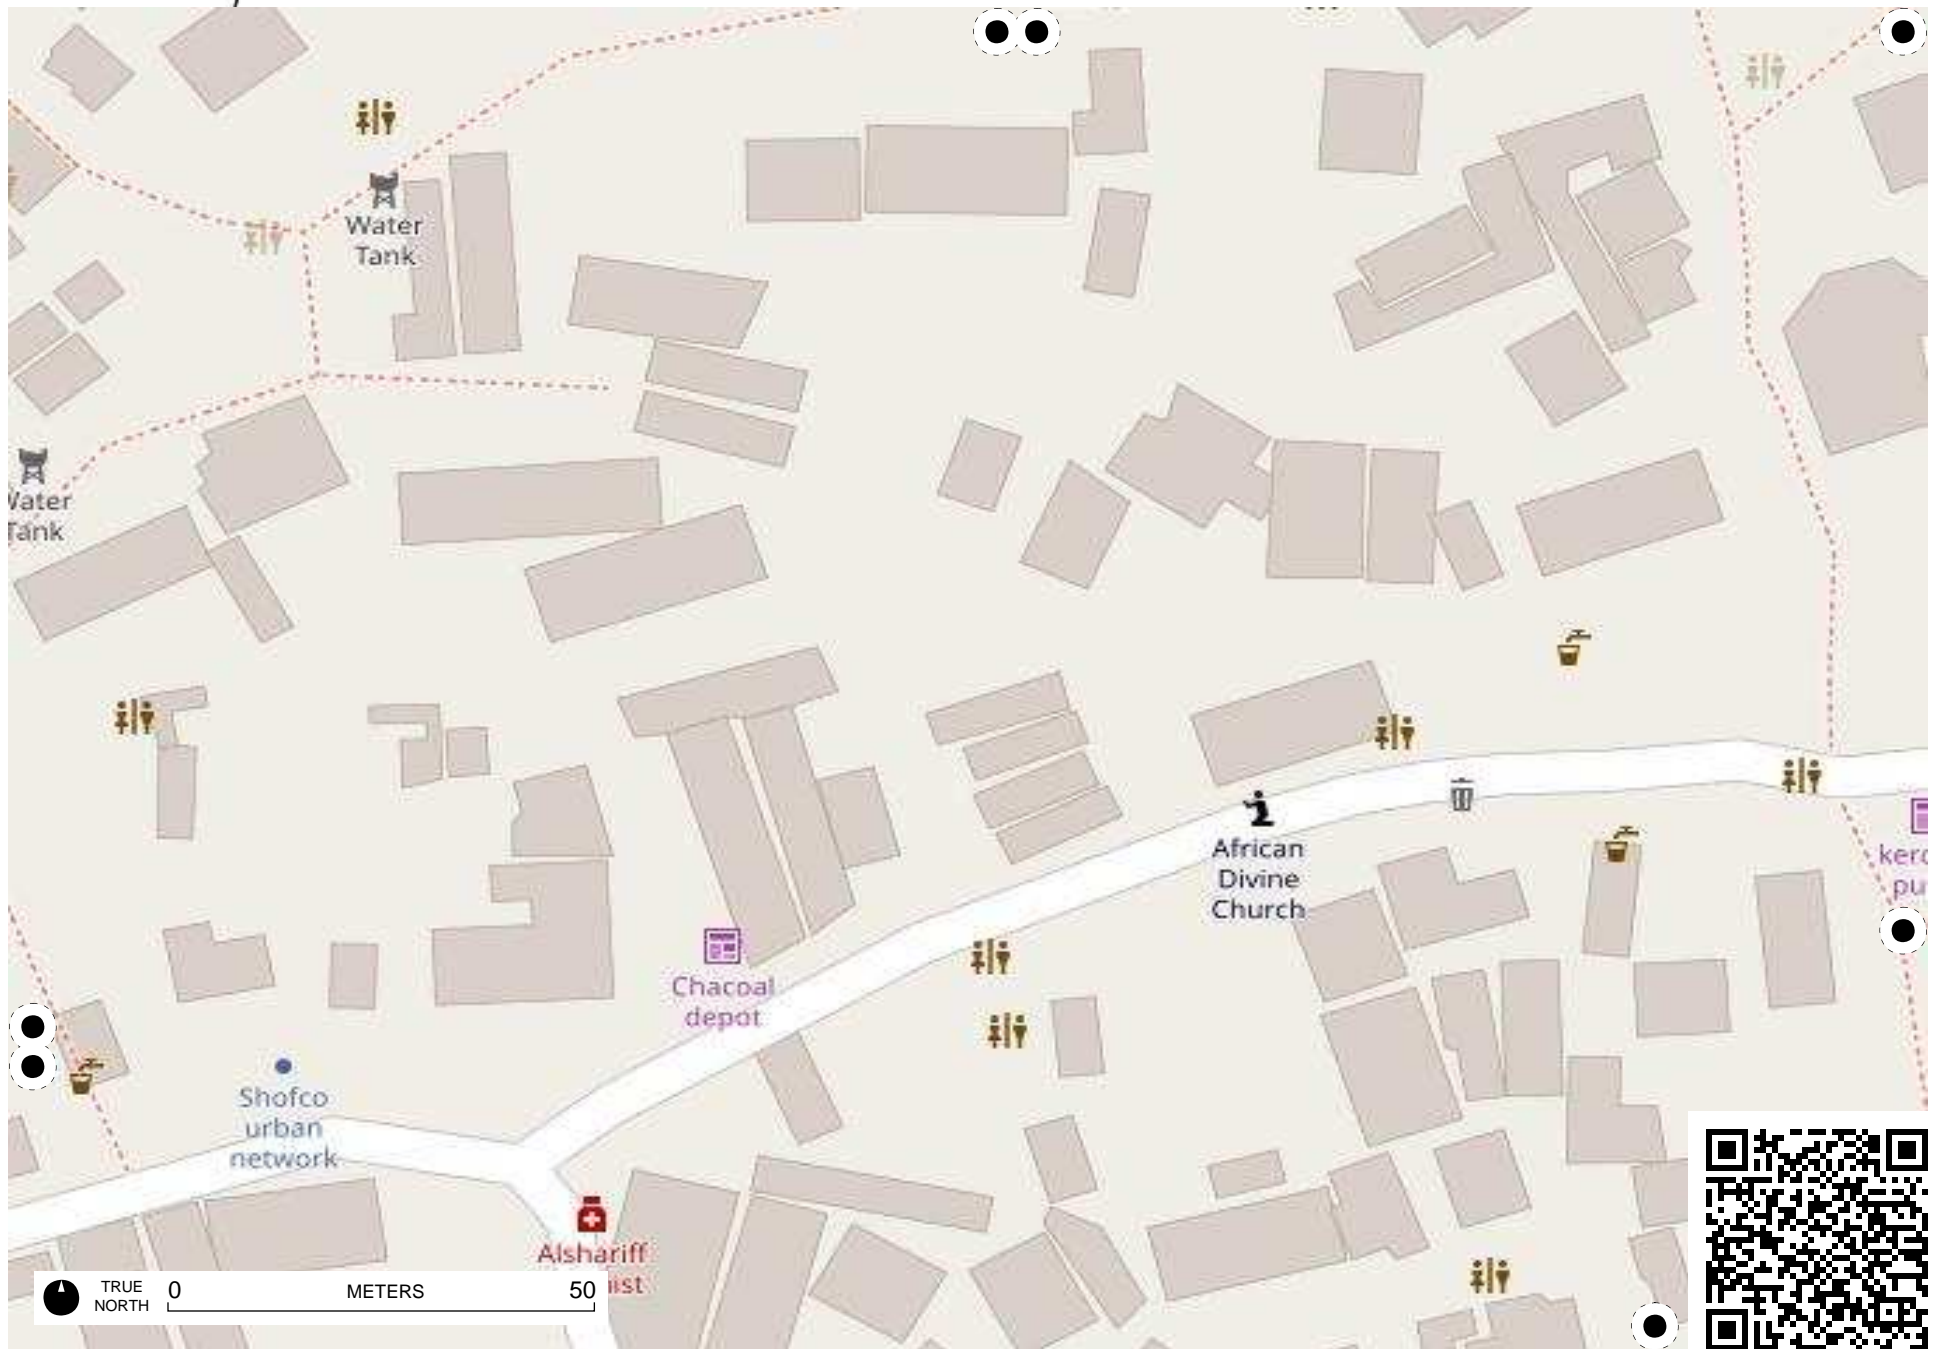 Water
Tank
Water
Tank
African
Divine
Church
Chacoal
depot
Shofco
urban
network
Alshariff
TRUE
NORTH
0 METERS 50